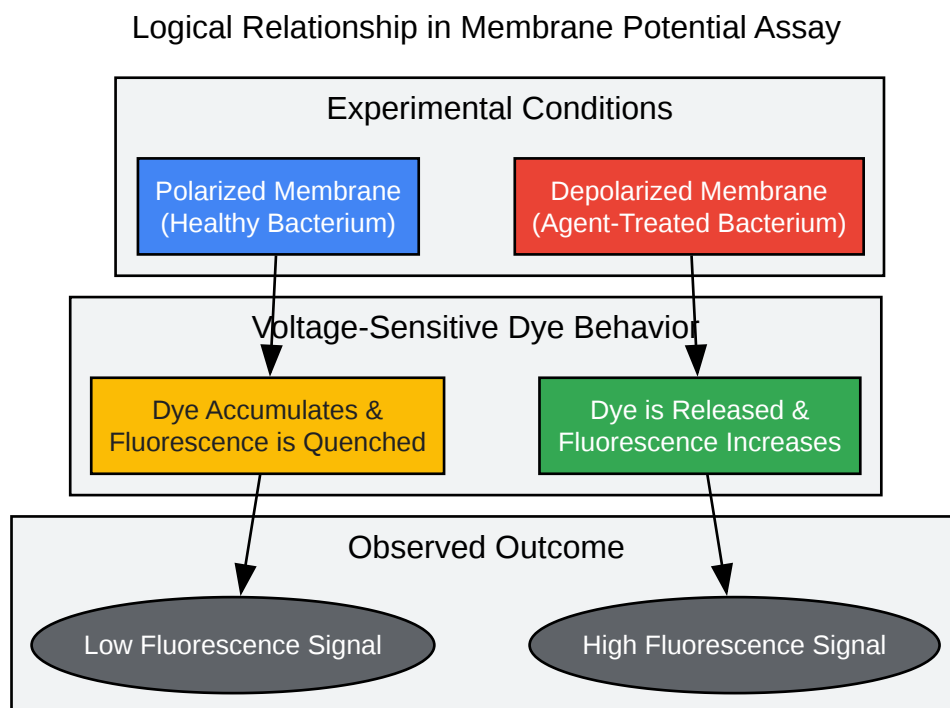 Logical Relationship in Membrane Potential Assay
Experimental Conditions
Polarized Membrane
(Healthy Bacterium)
Depolarized Membrane
(Agent-Treated Bacterium)
Voltage-Sensitive Dye Behavior
Dye Accumulates &
Fluorescence is Quenched
Dye is Released &
Fluorescence Increases
Observed Outcome
Low Fluorescence Signal
High Fluorescence Signal